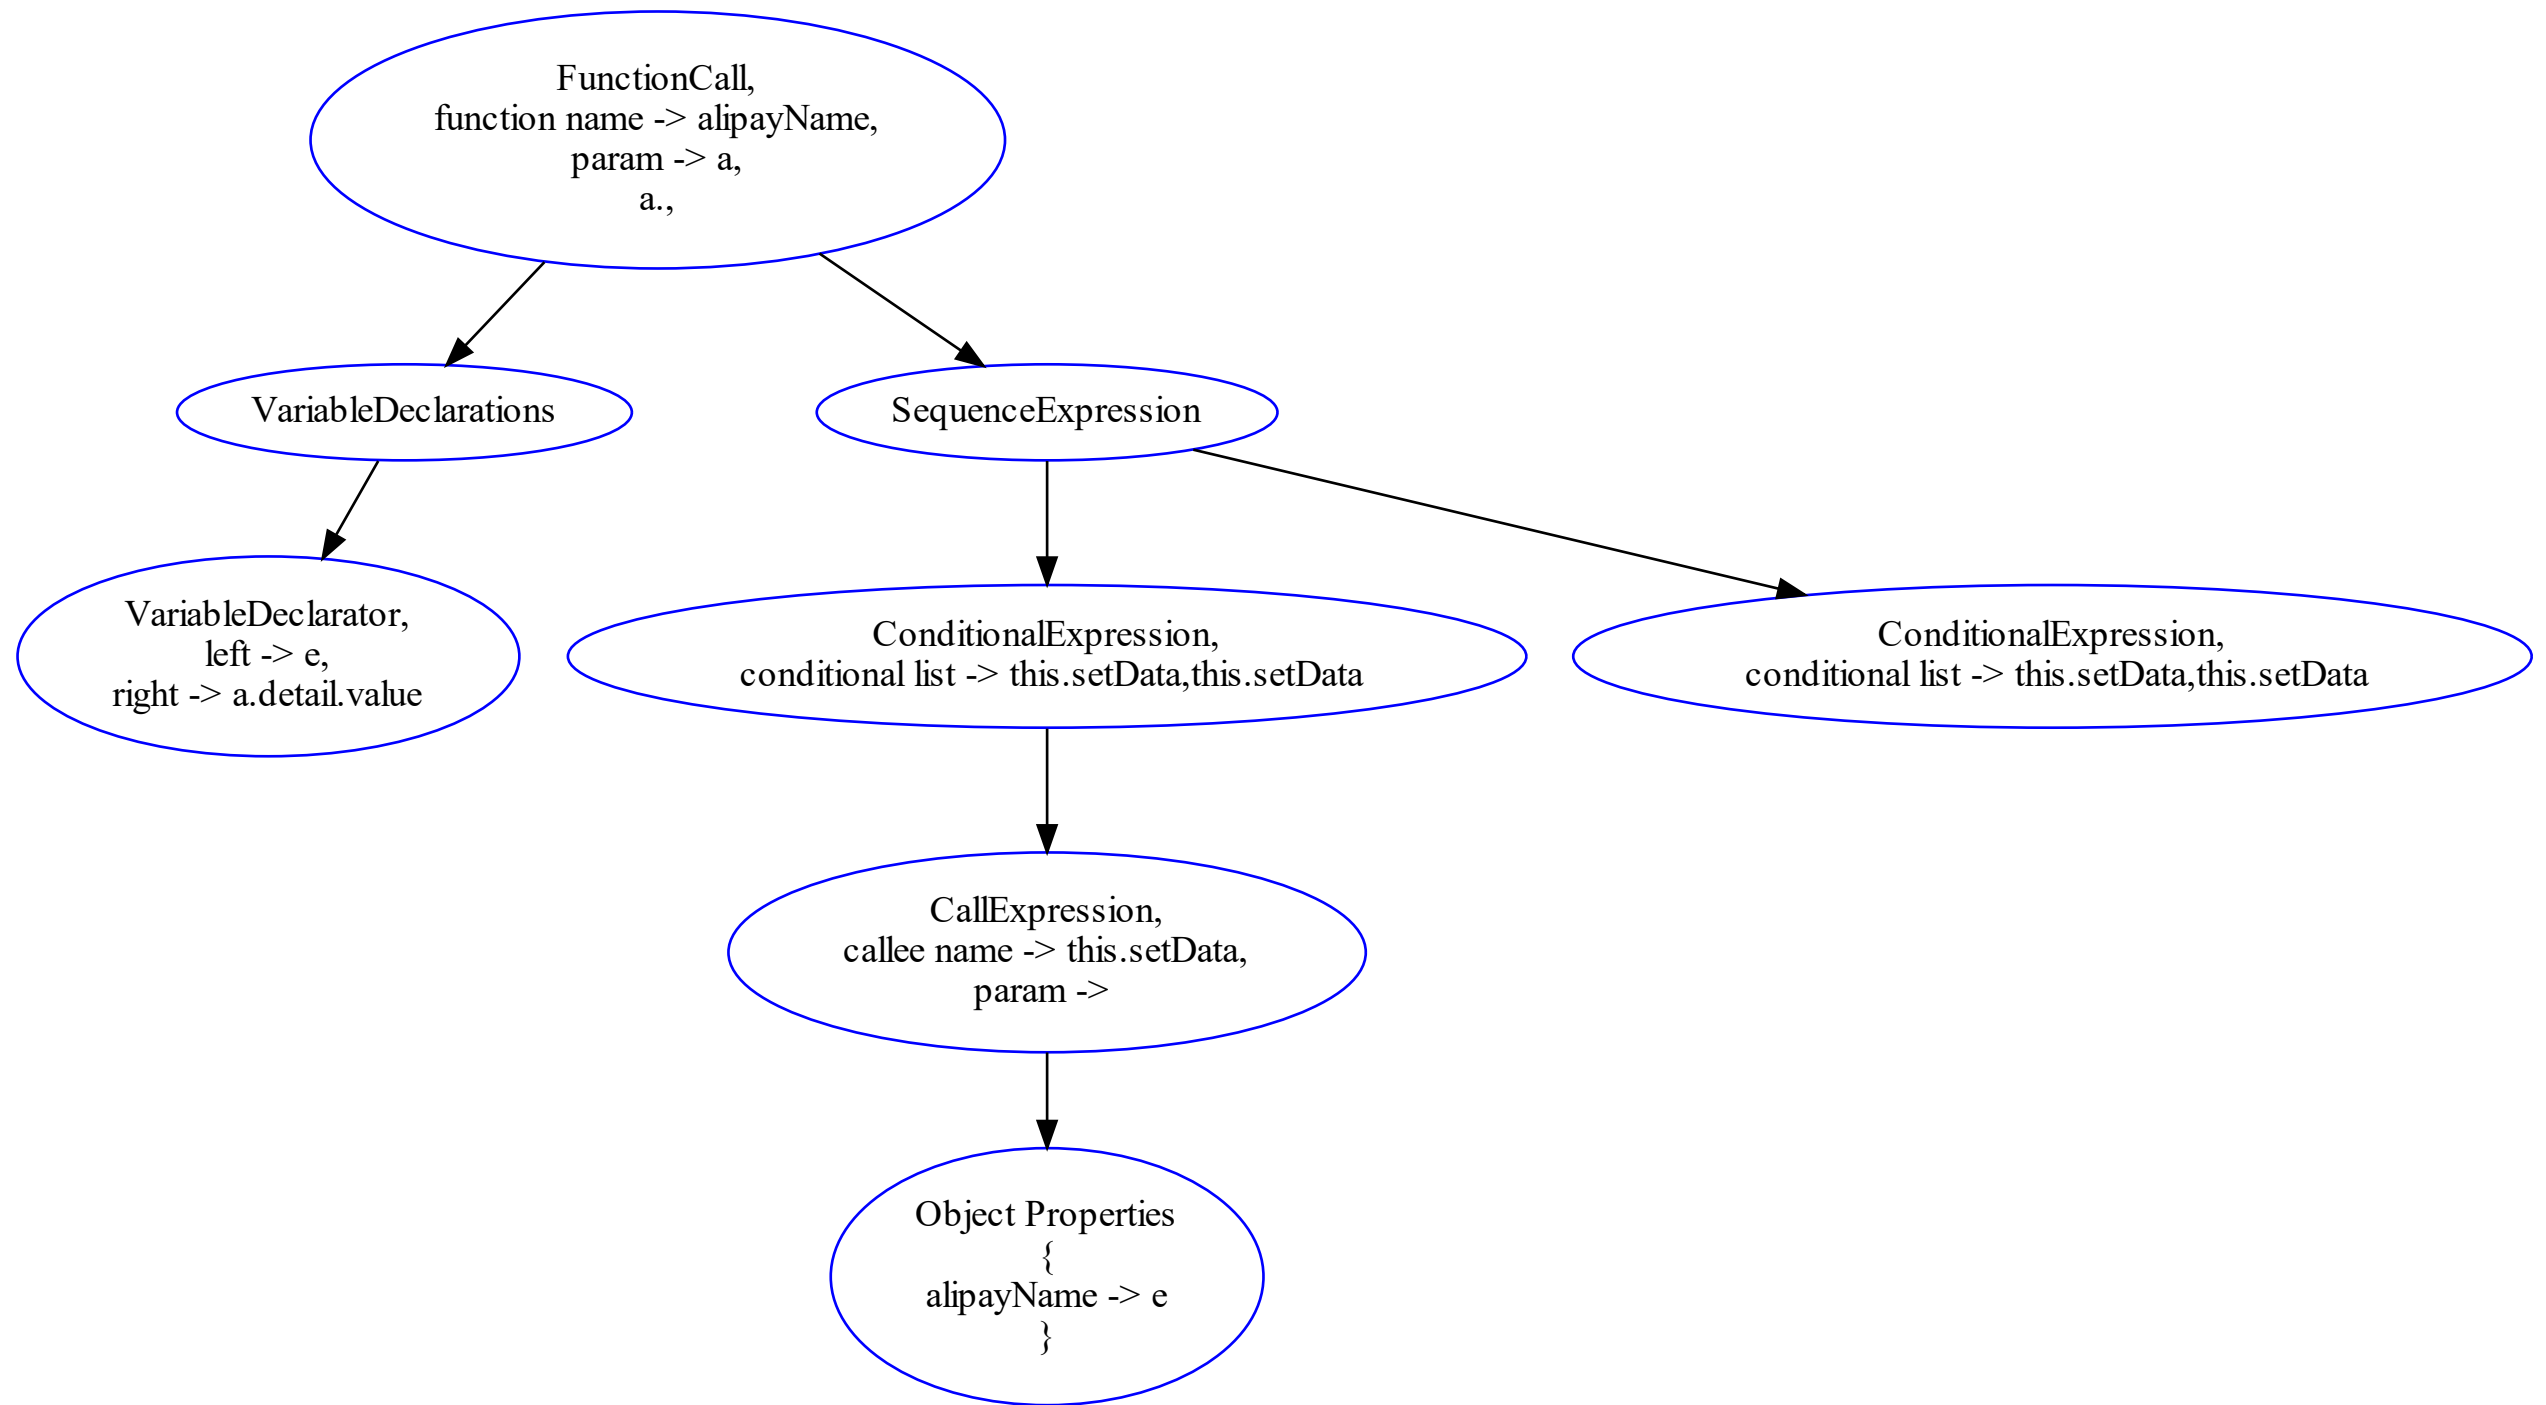 FunctionCall,
function name -> alipayName,
param -> a,
a.,
VariableDeclarations
SequenceExpression
VariableDeclarator,
left -> e,
right -> a.detail.value
ConditionalExpression,
conditional list -> this.setData,this.setData
ConditionalExpression,
conditional list -> this.setData,this.setData
CallExpression,
callee name -> this.setData,
param ->
Object Properties
{
alipayName -> e
}